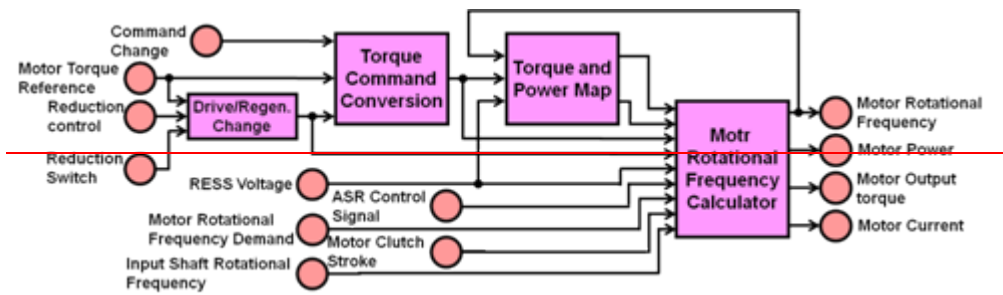 Command
Change
Motor Torque
Reference
Reduction
control
Reduction
Switch
Drive/Regen.
Change
Torque
Command
Conversion
Torque and
Power Map
RESS Voltage
ASR Control
Signal
Motor Rotational
Frequency Demand
Motor Clutch
Stroke
Input Shaft Rotational
Frequency
Motr
Rotational
Frequency
Calculator
Motor Rotational
Frequency
Motor Power
Motor Output
torque
Motor Current